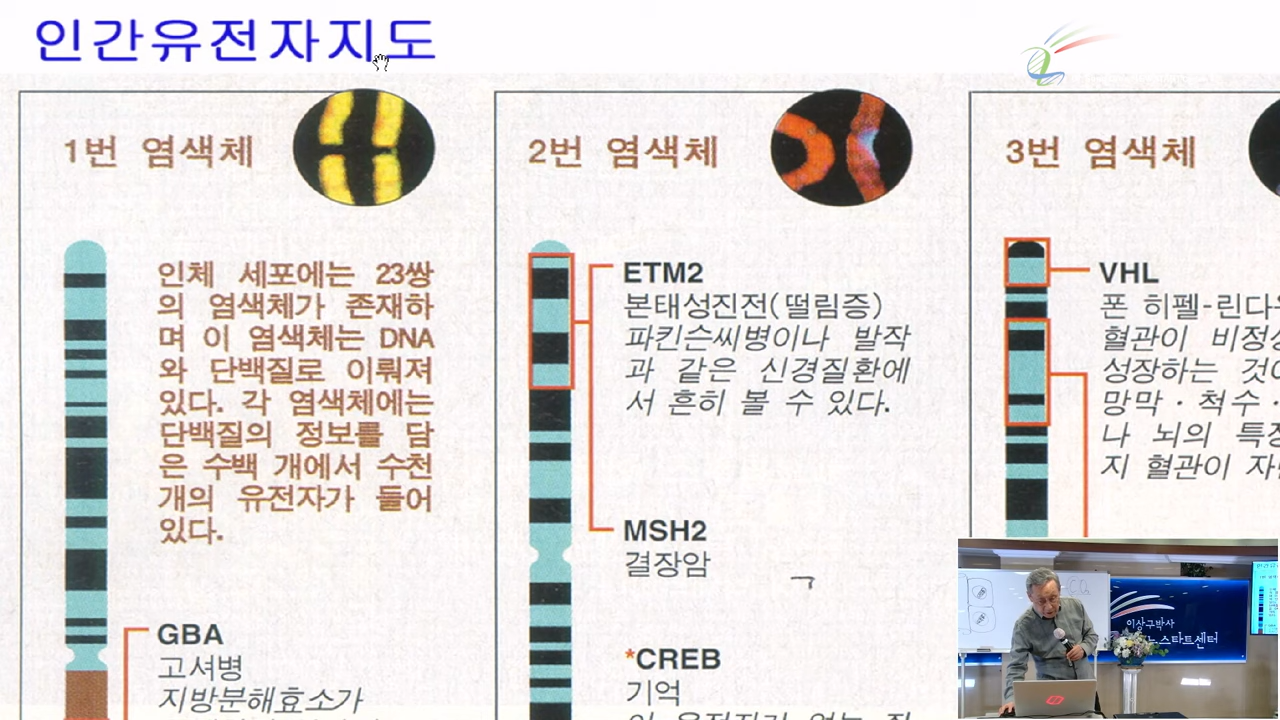 인간유전자지도
1번 염색체
인체 세포에는 23쌍
의 염색체가 존재하
며 이 염색체는 DNA
와 단백질로 이뤄져
있다. 각 염색체에는
단백질의 정보를 담
은 수백 개에서 수천
개의 유전자가 들어
있다.
GBA
고셔병
지방분해효소가
2번 염색체
ETM2
본태성진전(떨림증)
파킨슨씨병이나 발작
과 같은 신경질환에
서 흔히 볼 수 있다.
MSH2
결장암
*CREB
기억
3번 염색체
VHL
폰 히펠-린다우
혈관이 비정상
성장하는 것이
망막·척수·
나 뇌의 특정
지 혈관이 자
이상구박사
뉴스타트센터